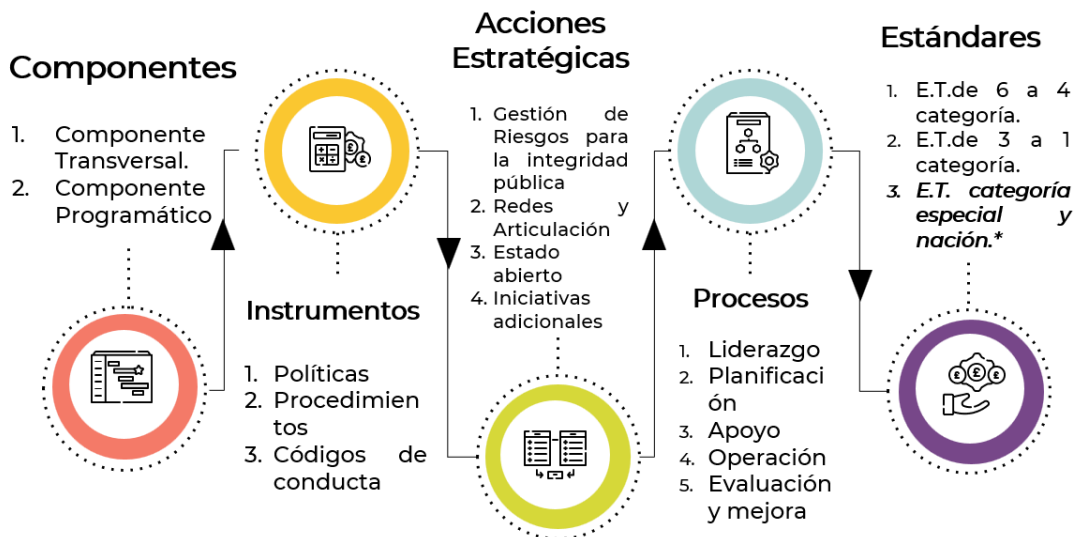 Componentes
1. Componente
Transversal.
2. Componente
Programático
Instrumentos
1. Políticas
2. Procedimien
tos
3. Códigos de
conducta
Acciones
Estratégicas
1. Gestión de
Riesgos para
la integridad
pública
2. Redes y
Articulación
3. Estado
abierto
4. Iniciativas
adicionales
Procesos
1. Liderazgo
2. Planificaci
ón
3. Apoyo
4. Operación
5. Evaluación
y mejora
Estándares
1. E.T.de 6 a 4
categoría.
2. E.T.de 3 a 1
categoría.
3. E.T. categoría
especial y
nación.*